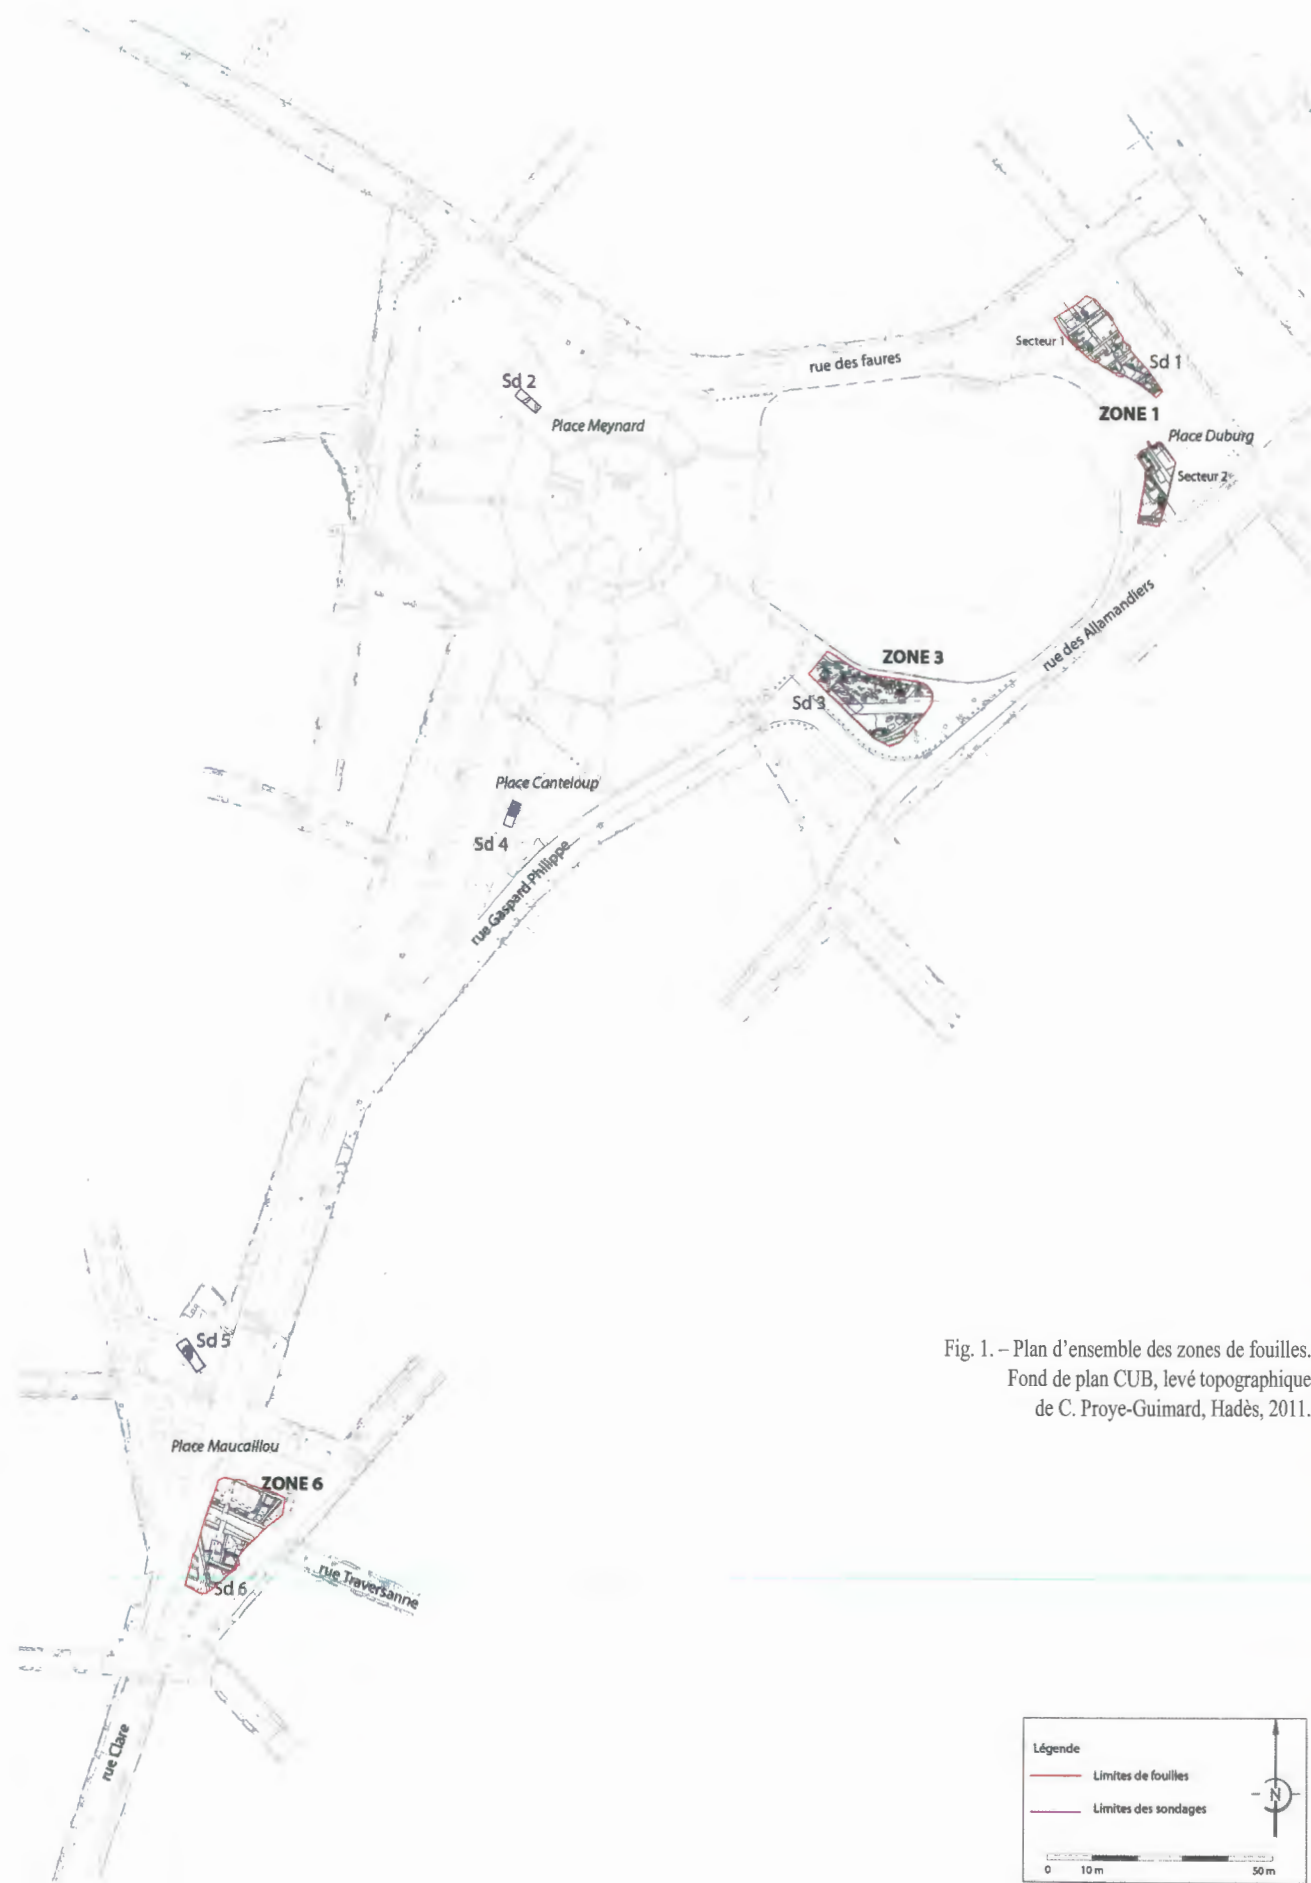 Secteur 1
Sd 1
rue des faures
Sd 2
ZONE 1
Place Meynard
Place Duburg
Secteur 2
rue des Allamandiers
ZONE 3
Sd 3
Place Canteloup
Sd 4
rue Gaspard Philippe
Sd 5
Fig. 1. – Plan d'ensemble des zones de fouilles.
Fond de plan CUB, levé topographique
de C. Proye-Guimard, Hadès, 2011.
Place Maucaillou
ZONE 6
rue Traversanne
Sd 6
rue Clare
Légende
Limites de fouilles
N
Limites des sondages
0 10 m 50 m